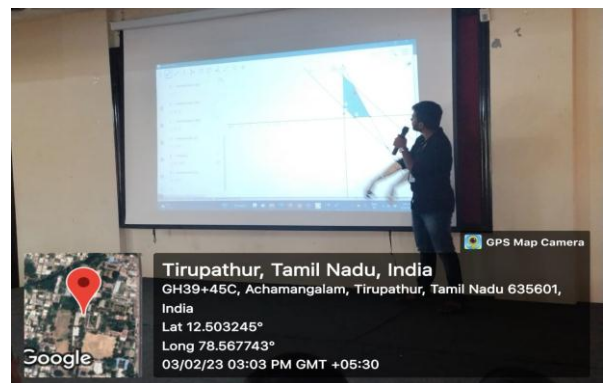 GPS Map Camera
Tirupathur, Tamil Nadu, India
GH39+45C, Achamangalam, Tirupathur, Tamil Nadu 635601,
India
Lat 12.503245°
Long 78.567743°
03/02/23 03:03 PM GMT +05:30
Google